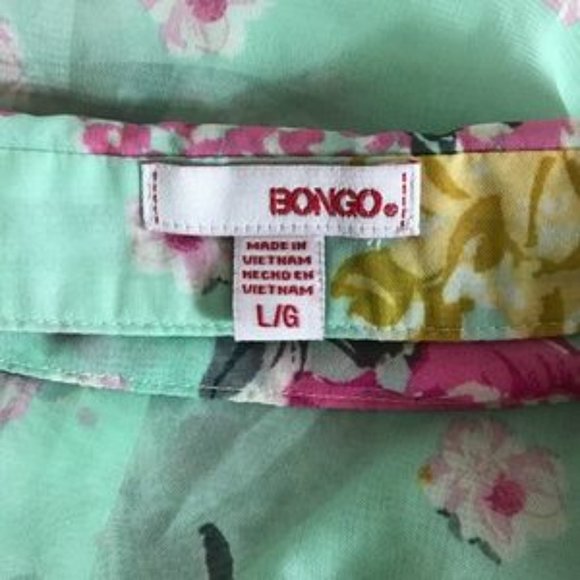 BONGO®
MADE IN
VIETNAM
HECHO EN
VIETNAM
L/G